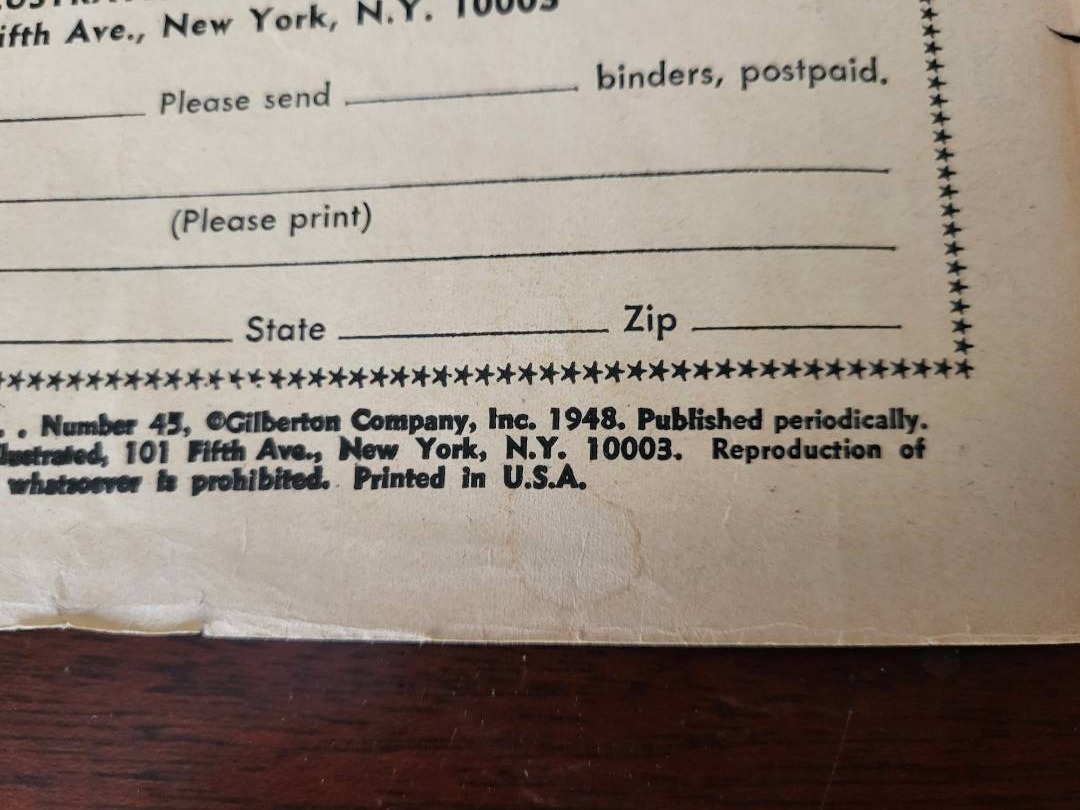 ifth Ave., New York, N.Y. 10003
Please send binders, postpaid.
(Please print)
State Zip
. . Number 45, ©Gilberton Company, Inc. 1948. Published periodically.
lustrated, 101 Fifth Ave., New York, N.Y. 10003. Reproduction of
whatsoever is prohibited. Printed in U.S.A.